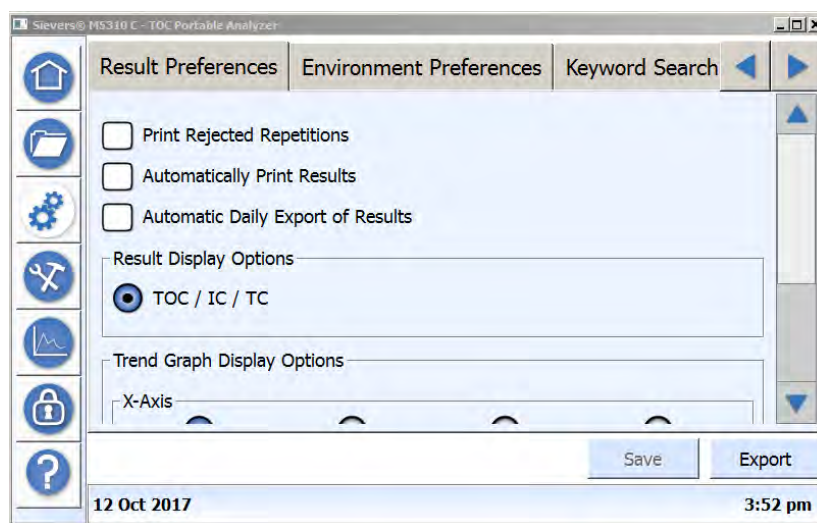 Sievers® M5310 C - TOC Portable Analyzer
Result Preferences Environment Preferences Keyword Search
Print Rejected Repetitions
Automatically Print Results
Automatic Daily Export of Results
Result Display Options
TOC / IC / TC
Trend Graph Display Options
X-Axis
Save Export
12 Oct 2017 3:52 pm